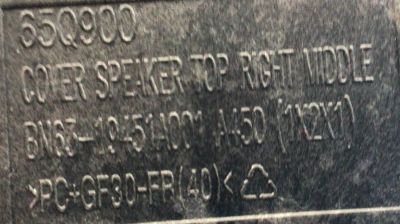 65Q900
COVER SPEAKER TOP RIGHT MIDDLE
BN63-19451A001 A450 (1X2X1)
>PC+GF30-FR(40)<